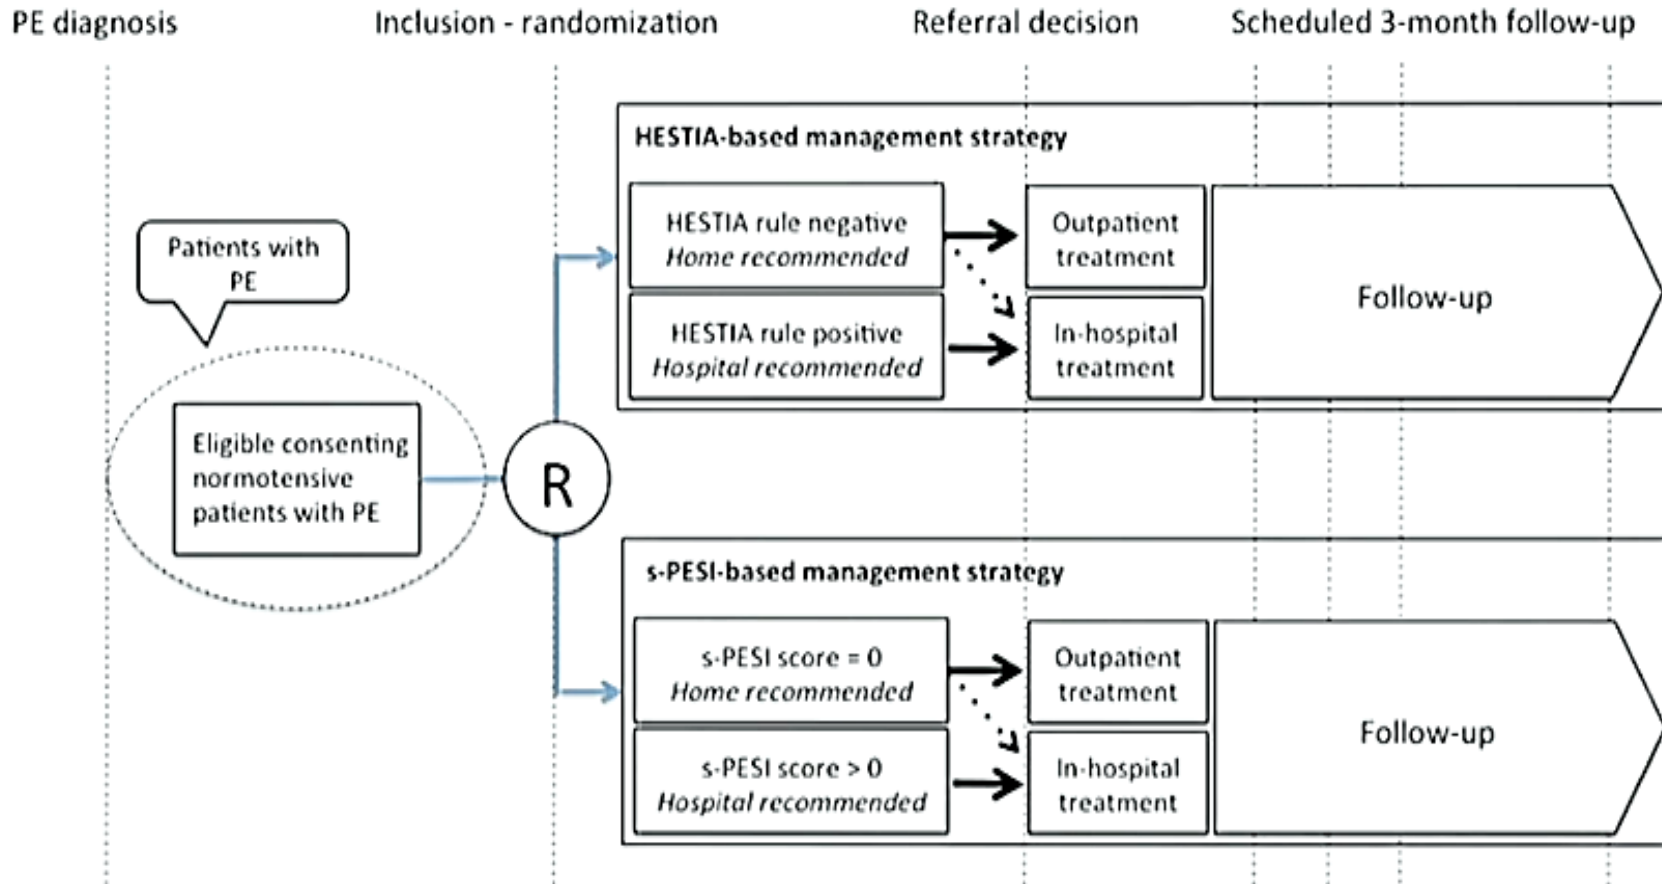 PE diagnosis
Inclusion - randomization
Referral decision
Scheduled 3-month follow-up
HESTIA-based management strategy
Patients with
PE
HESTIA rule negative
Home recommended
Outpatient
treatment
HESTIA rule positive
Hospital recommended
In-hospital
treatment
Follow-up
Eligible consenting
normotensive
patients with PE
R
s-PESI-based management strategy
s-PESI score = 0
Home recommended
Outpatient
treatment
s-PESI score > 0
Hospital recommended
In-hospital
treatment
Follow-up